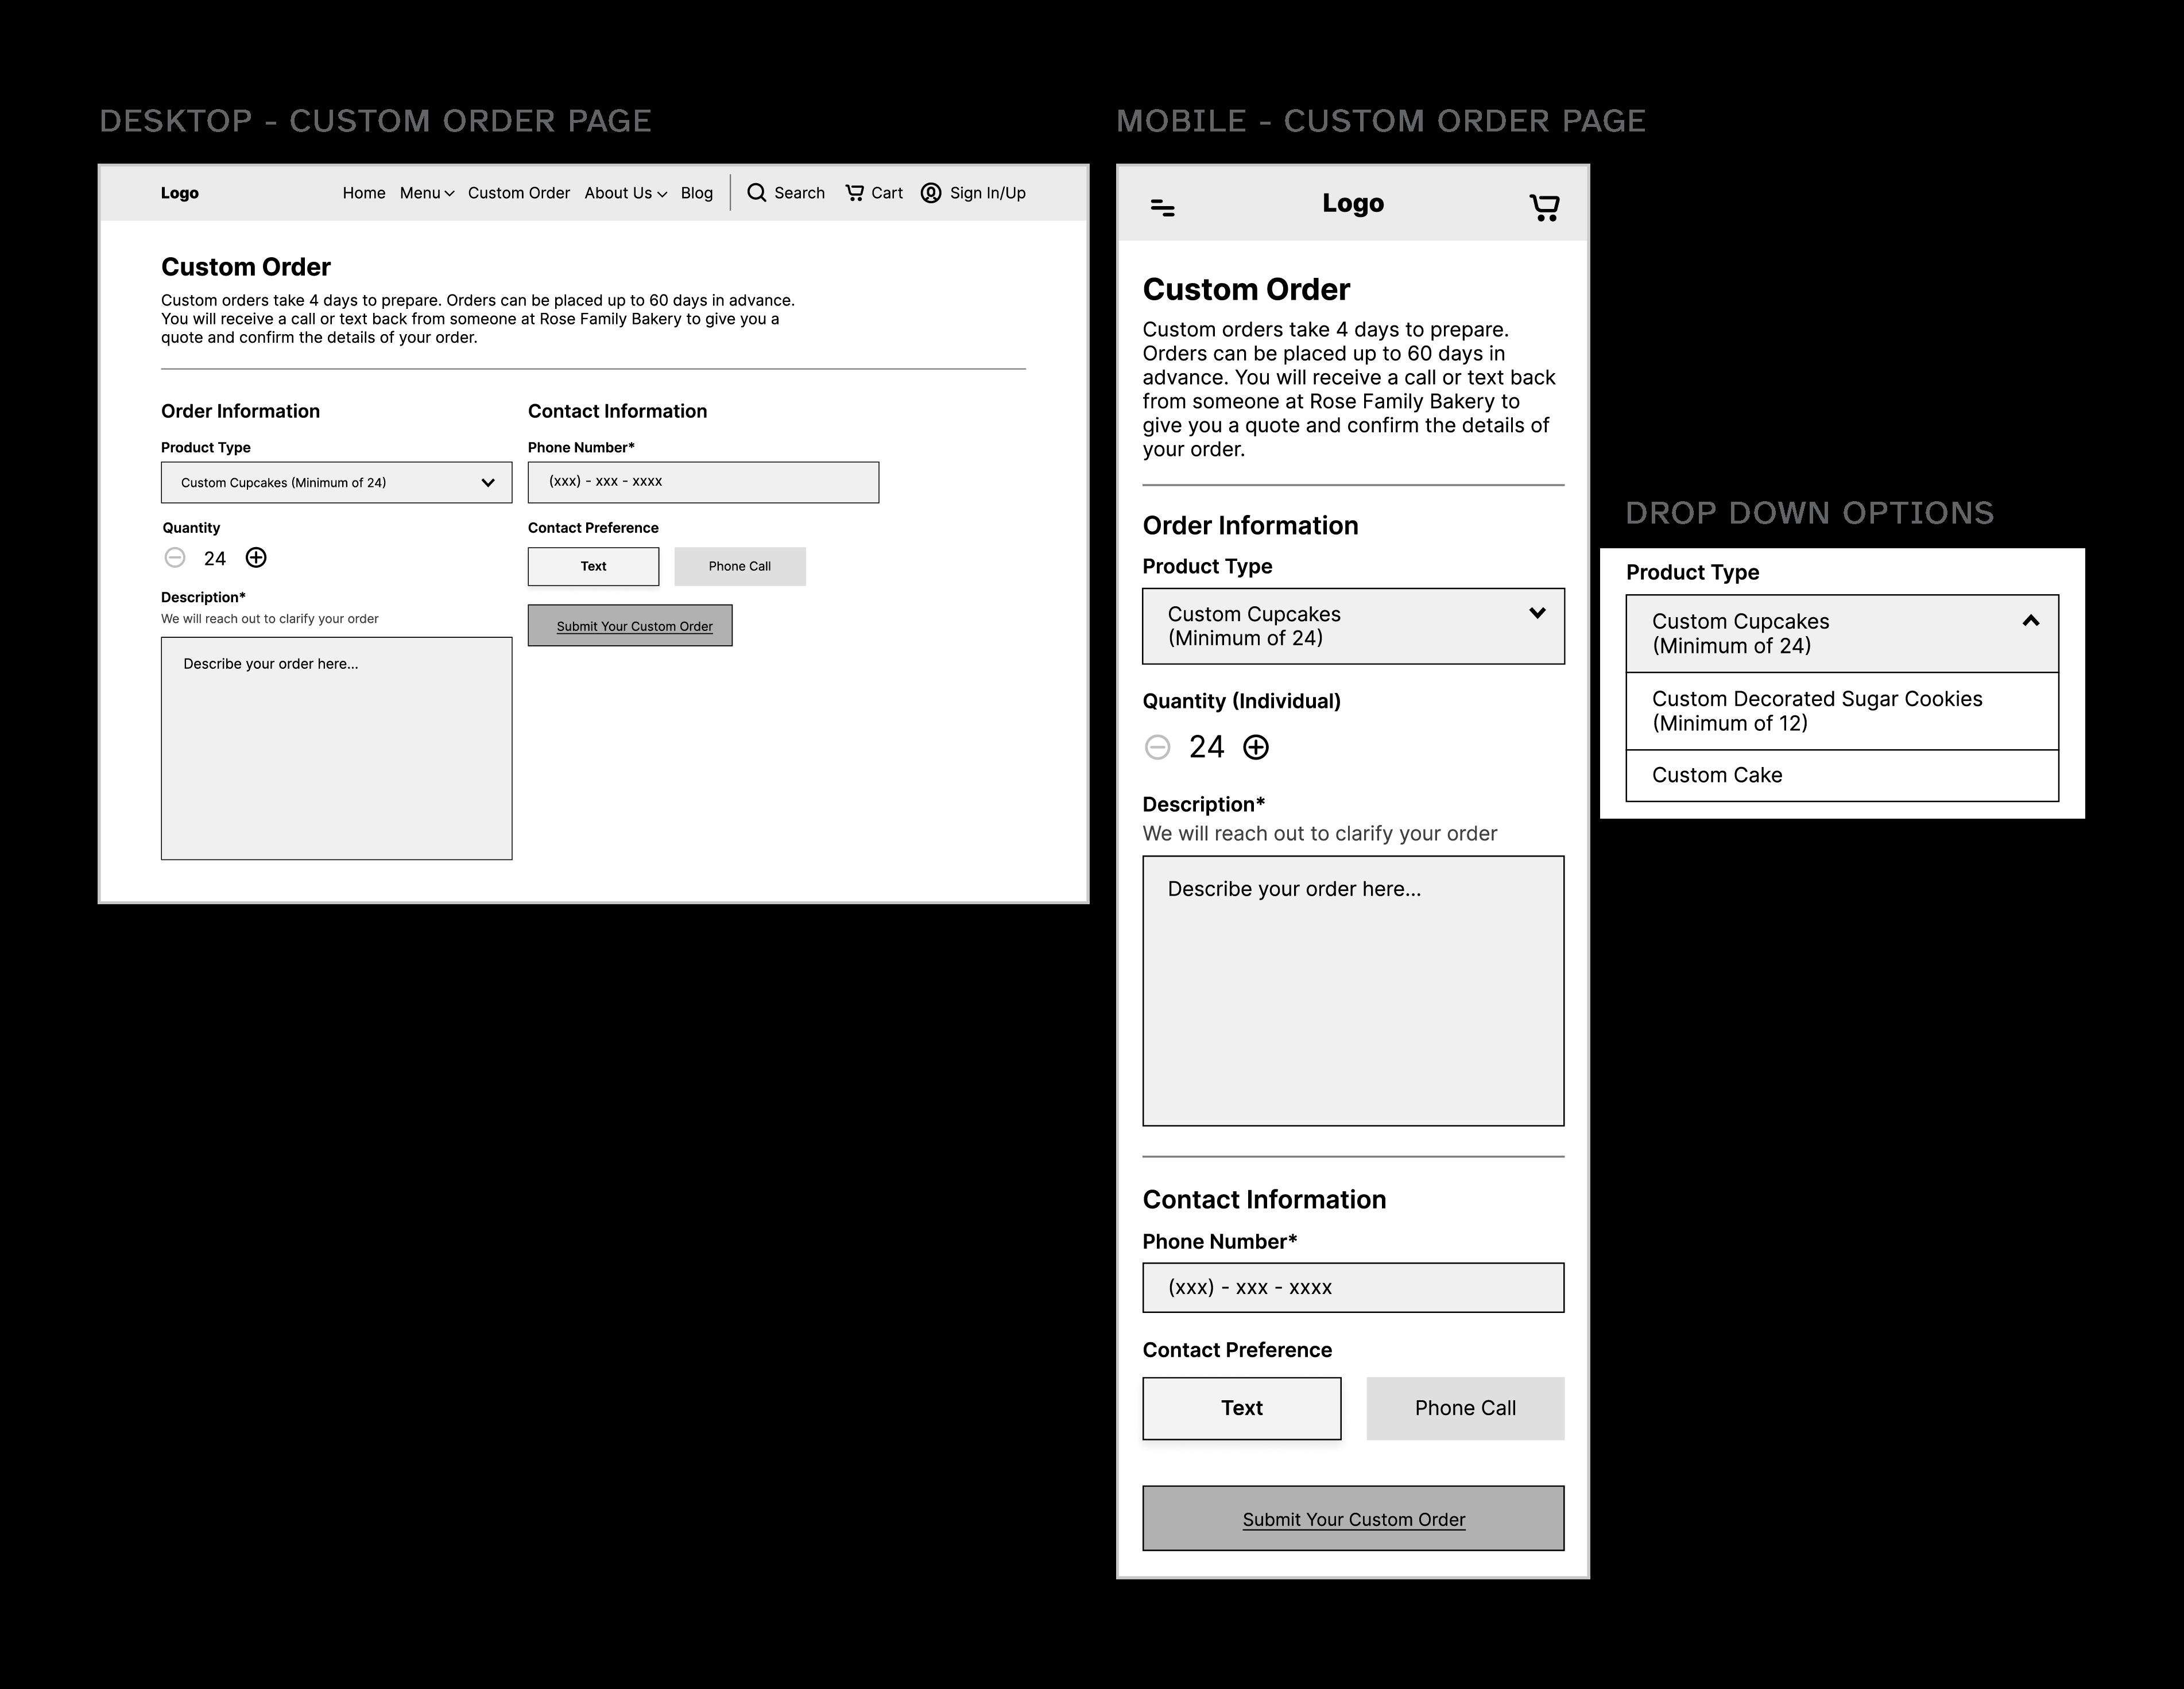 DESKTOP - CUSTOM ORDER PAGE
Logo
Home Menu Custom Order About Us Blog Search Cart Sign In/Up
Custom Order
Custom orders take 4 days to prepare. Orders can be placed up to 60 days in advance.
You will receive a call or text back from someone at Rose Family Bakery to give you a
quote and confirm the details of your order.
Order Information
Product Type
Custom Cupcakes (Minimum of 24)
Quantity
24
Description*
We will reach out to clarify your order
Describe your order here...
Contact Information
Phone Number*
(xxx) - xxx - xxxx
Contact Preference
Text
Phone Call
Submit Your Custom Order
MOBILE - CUSTOM ORDER PAGE
Logo
Custom Order
Custom orders take 4 days to prepare.
Orders can be placed up to 60 days in
advance. You will receive a call or text back
from someone at Rose Family Bakery to
give you a quote and confirm the details of
your order.
Order Information
Product Type
Custom Cupcakes
(Minimum of 24)
Quantity (Individual)
24
Description*
We will reach out to clarify your order
Describe your order here...
Contact Information
Phone Number*
(xxx) - xxx - xxxx
Contact Preference
Text
Phone Call
Submit Your Custom Order
DROP DOWN OPTIONS
Product Type
Custom Cupcakes
(Minimum of 24)
Custom Decorated Sugar Cookies
(Minimum of 12)
Custom Cake